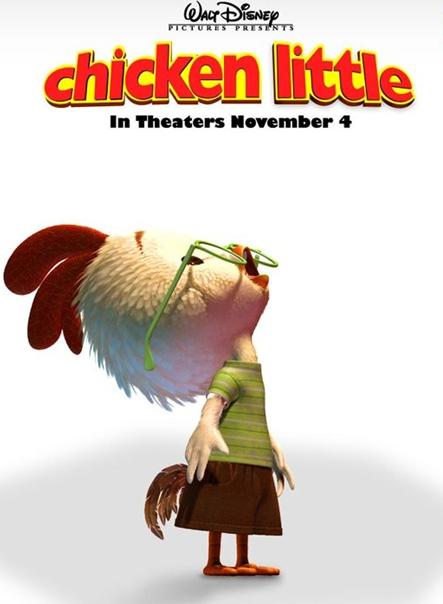 Walt Disney
PICTURES PRESENTS
chicken little
In Theaters November 4